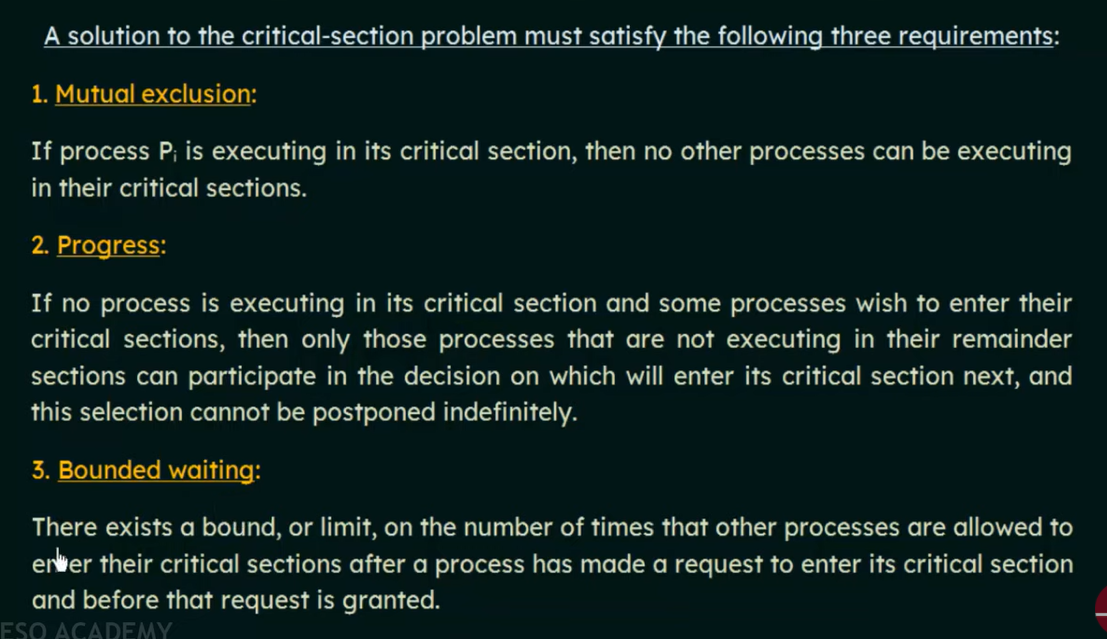 A solution to the critical-section problem must satisfy the following three requirements:
1. Mutual exclusion:
If process Pᵢ is executing in its critical section, then no other processes can be executing
in their critical sections.
2. Progress:
If no process is executing in its critical section and some processes wish to enter their
critical sections, then only those processes that are not executing in their remainder
sections can participate in the decision on which will enter its critical section next, and
this selection cannot be postponed indefinitely.
3. Bounded waiting:
There exists a bound, or limit, on the number of times that other processes are allowed to
enter their critical sections after a process has made a request to enter its critical section
and before that request is granted.
ESO ACADEMY